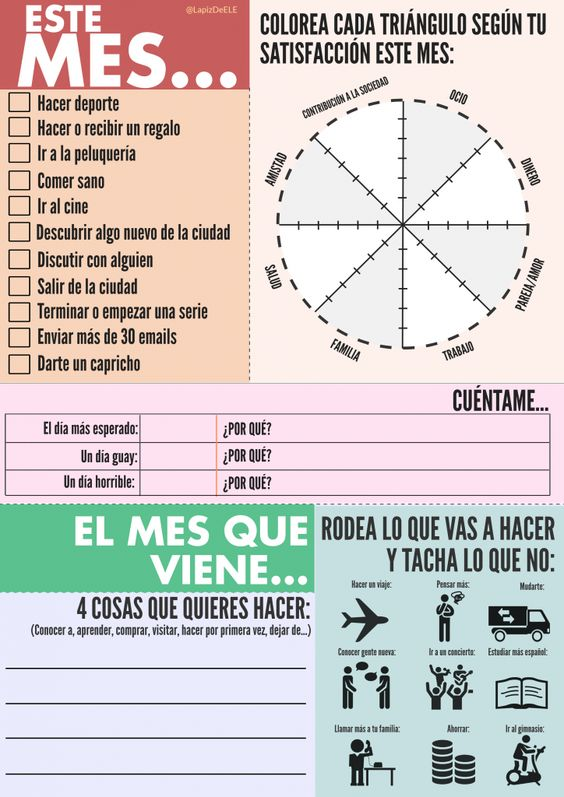 @LapizDeELE
ESTE
MES...
Hacer deporte
Hacer o recibir un regalo
Ir a la peluquería
Comer sano
Ir al cine
Descubrir algo nuevo de la ciudad
Discutir con alguien
Salir de la ciudad
Terminar o empezar una serie
Enviar más de 30 emails
Darte un capricho
COLOREA CADA TRIÁNGULO SEGÚN TU
SATISFACCIÓN ESTE MES:
CONTRIBUCIÓN A LA SOCIEDAD
OCIO
DINERO
PAREJA/AMOR
TRABAJO
FAMILIA
SALUD
AMISTAD
CUÉNTAME...
El día más esperado: ¿POR QUÉ?
Un día guay: ¿POR QUÉ?
Un día horrible: ¿POR QUÉ?
EL MES QUE
VIENE...
4 COSAS QUE QUIERES HACER:
(Conocer a, aprender, comprar, visitar, hacer por primera vez, dejar de...)
RODEA LO QUE VAS A HACER
Y TACHA LO QUE NO:
Hacer un viaje: Pensar más: Mudarte:
Conocer gente nueva: Ir a un concierto: Estudiar más español:
Llamar más a tu familia: Ahorrar: Ir al gimnasio: